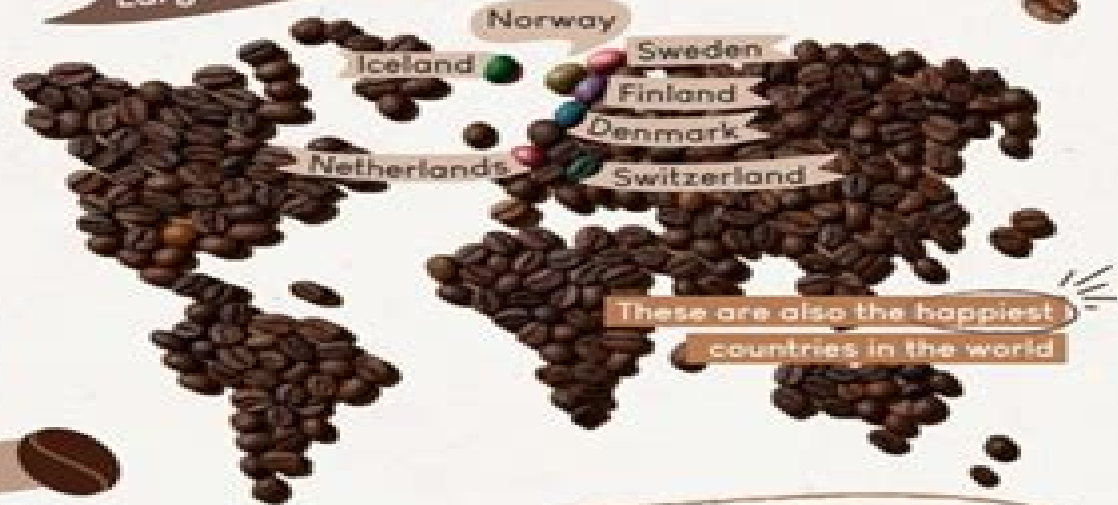 Norway
Sweden
Iceland
Finland
Denmark
Netherlands
Switzerland
These are also the happiest
countries in the world